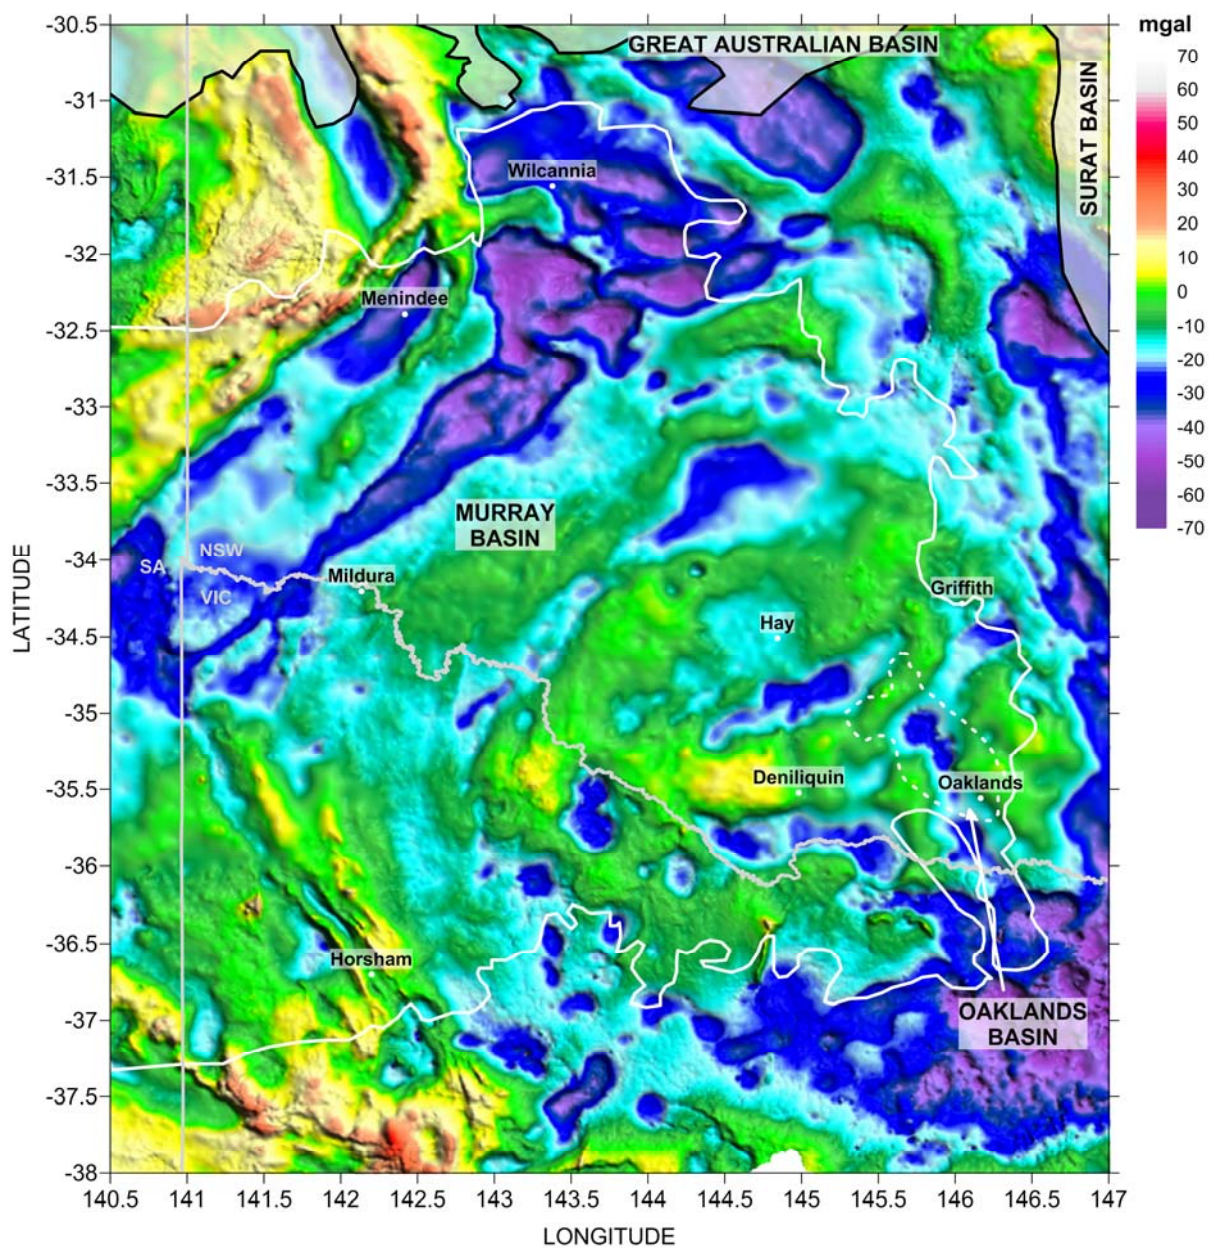 mgal
70
60
50
40
30
20
10
0
-10
-20
-30
-40
-50
-60
-70
GREAT AUSTRALIAN BASIN
SURAT BASIN
Wilcannia
Menindee
MURRAY
BASIN
NSW
SA
VIC
Mildura
Griffith
Hay
Deniliquin
Oaklands
Horsham
OAKLANDS
BASIN
LATITUDE
-30.5
-31
-31.5
-32
-32.5
-33
-33.5
-34
-34.5
-35
-35.5
-36
-36.5
-37
-37.5
-38
140.5 141 141.5 142 142.5 143 143.5 144 144.5 145 145.5 146 146.5 147
LONGITUDE